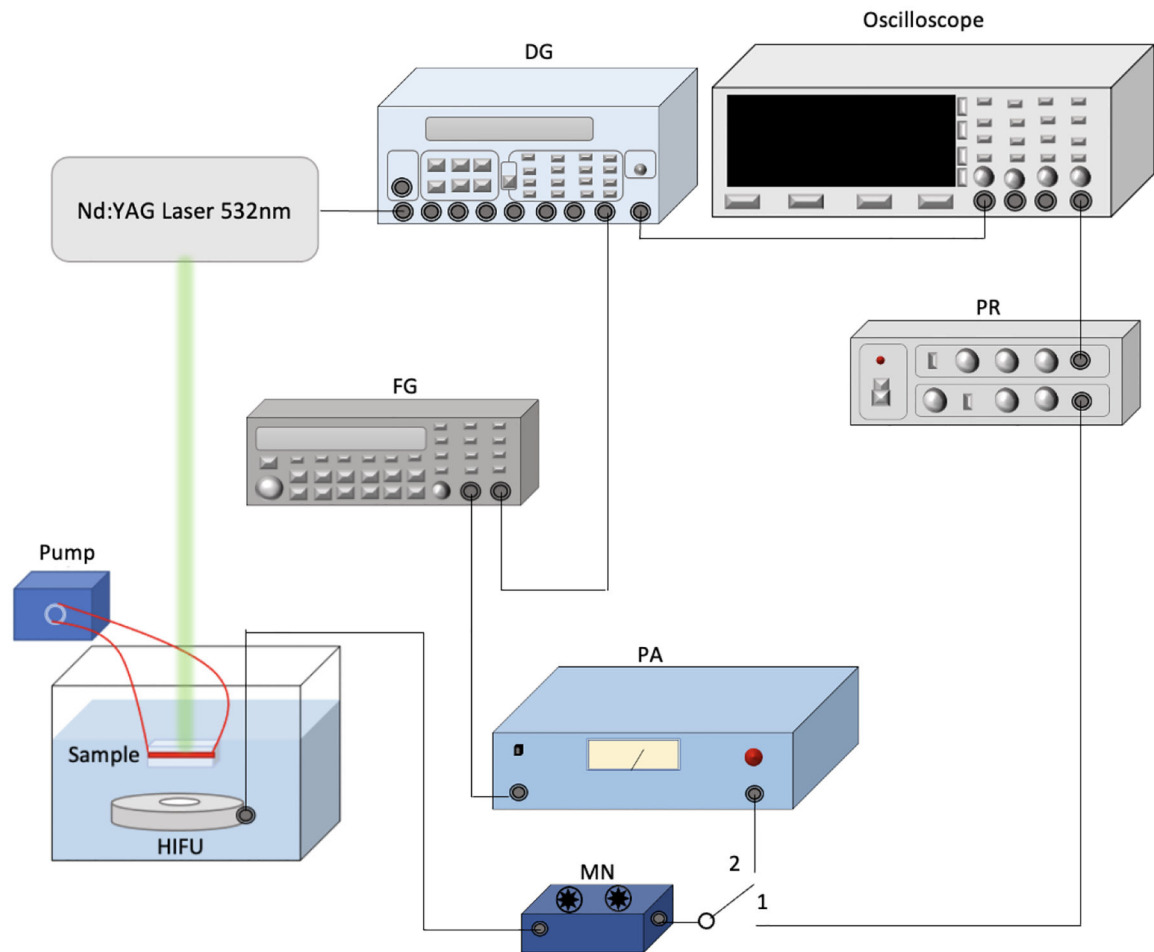 Oscilloscope
DG
Nd:YAG Laser 532nm
PR
FG
Pump
PA
Sample
HIFU
MN
2
1